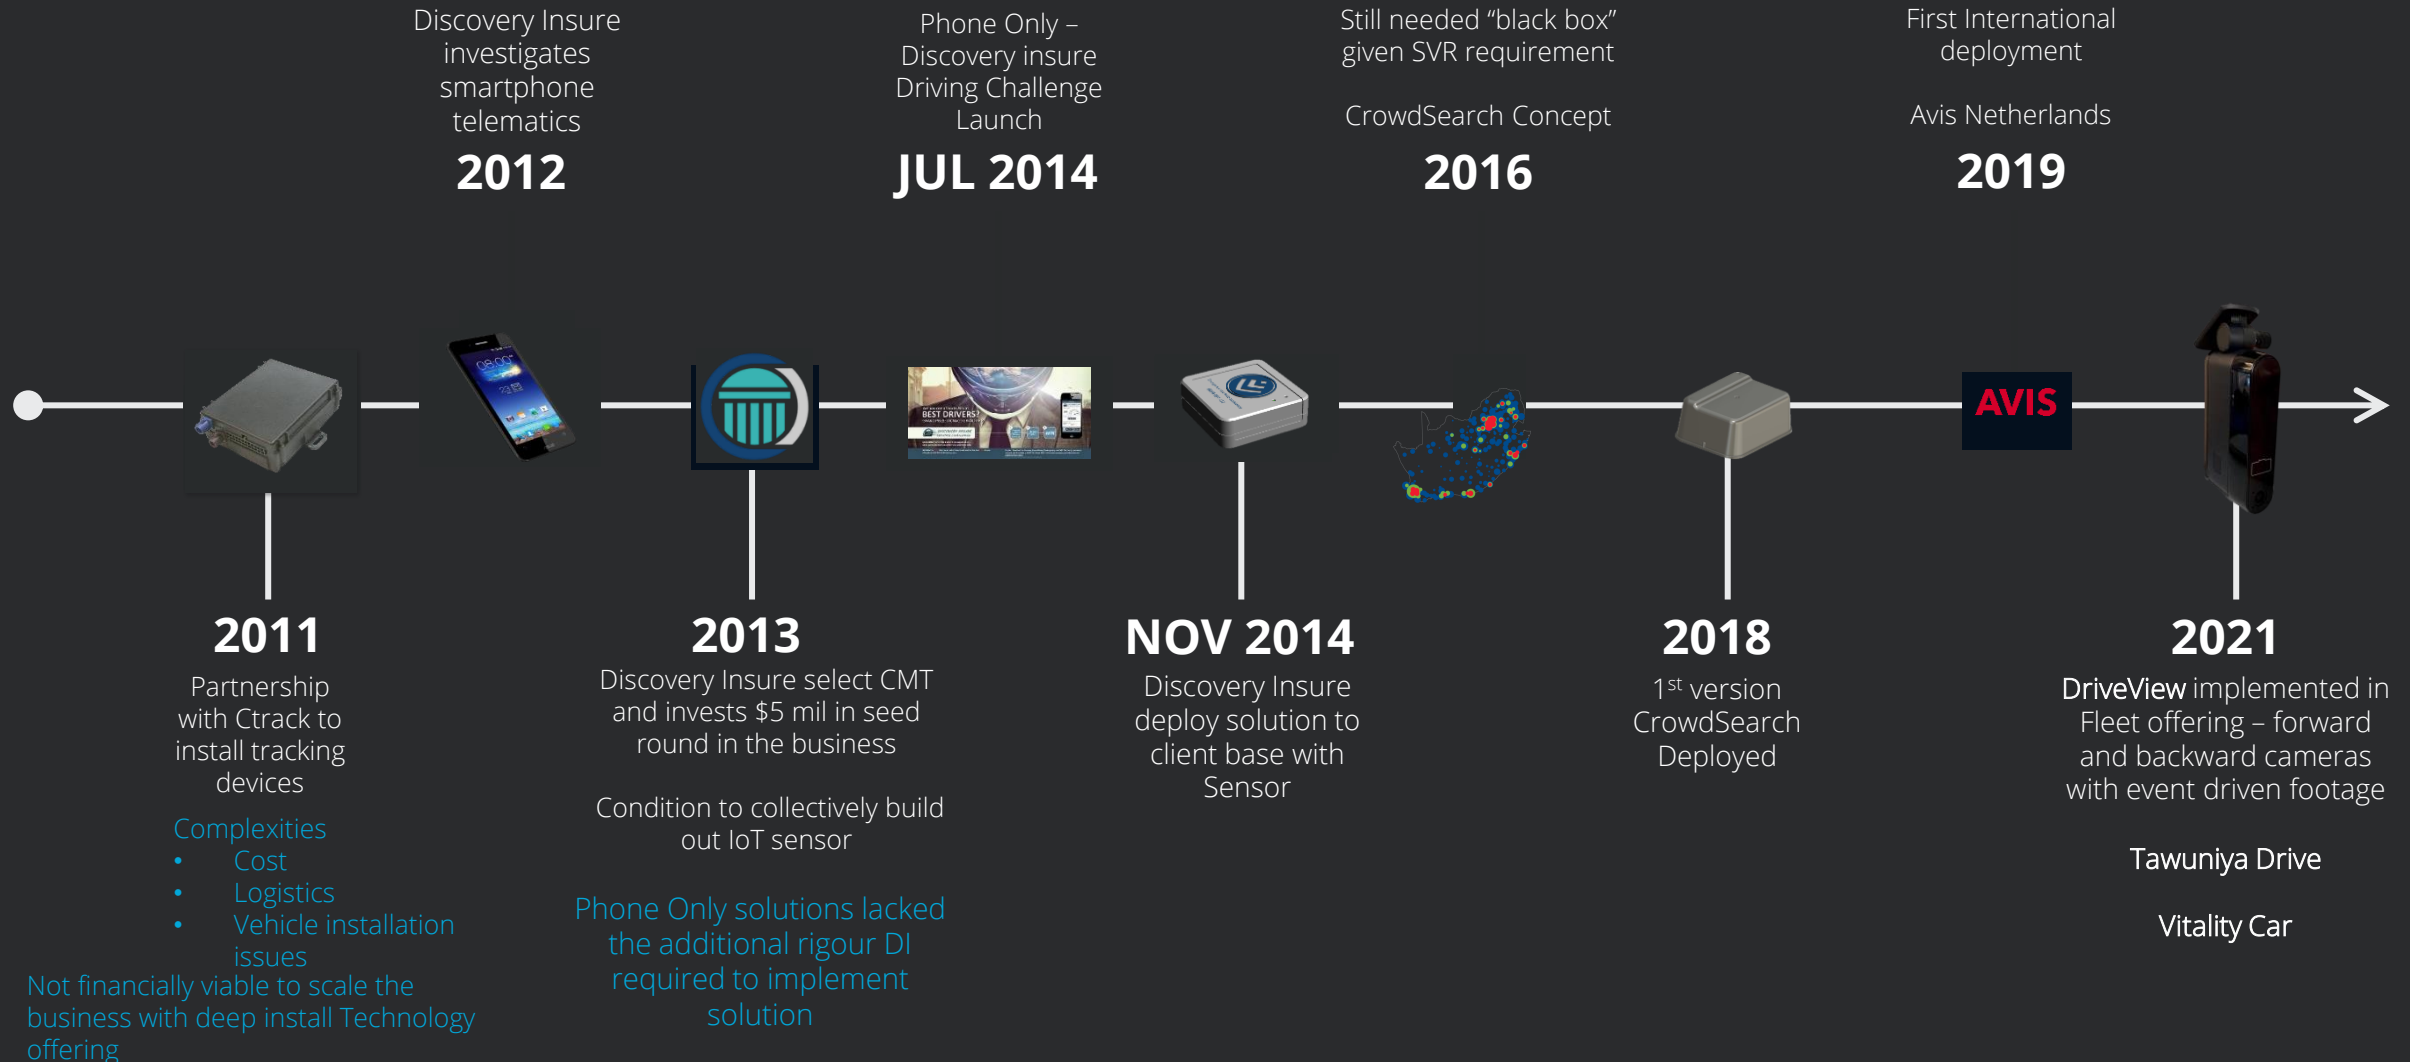 Discovery Insure
investigates
smartphone
telematics
2012
Phone Only –
Discovery insure
Driving Challenge
Launch
JUL 2014
Still needed “black box”
given SVR requirement
CrowdSearch Concept
2016
First International
deployment
Avis Netherlands
2019
08:00
23
BEST DRIVERS?
AVIS
2011
Partnership
with Ctrack to
install tracking
devices
Complexities
• Cost
• Logistics
• Vehicle installation
issues
Not financially viable to scale the
business with deep install Technology
offering
2013
Discovery Insure select CMT
and invests $5 mil in seed
round in the business
Condition to collectively build
out IoT sensor
Phone Only solutions lacked
the additional rigour DI
required to implement
solution
NOV 2014
Discovery Insure
deploy solution to
client base with
Sensor
2018
1st version
CrowdSearch
Deployed
2021
DriveView implemented in
Fleet offering – forward
and backward cameras
with event driven footage
Tawuniya Drive
Vitality Car